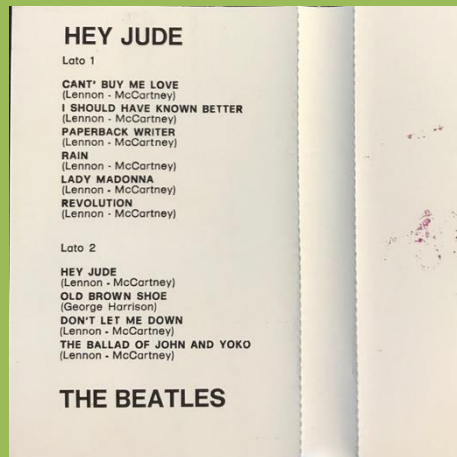 HEY JUDE
Lato 1
CANT' BUY ME LOVE
(Lennon - McCartney)
I SHOULD HAVE KNOWN BETTER
(Lennon - McCartney)
PAPERBACK WRITER
(Lennon - McCartney)
RAIN
(Lennon - McCartney)
LADY MADONNA
(Lennon - McCartney)
REVOLUTION
(Lennon - McCartney)
Lato 2
HEY JUDE
(Lennon - McCartney)
OLD BROWN SHOE
(George Harrison)
DON'T LET ME DOWN
(Lennon - McCartney)
THE BALLAD OF JOHN AND YOKO
(Lennon - McCartney)
THE BEATLES